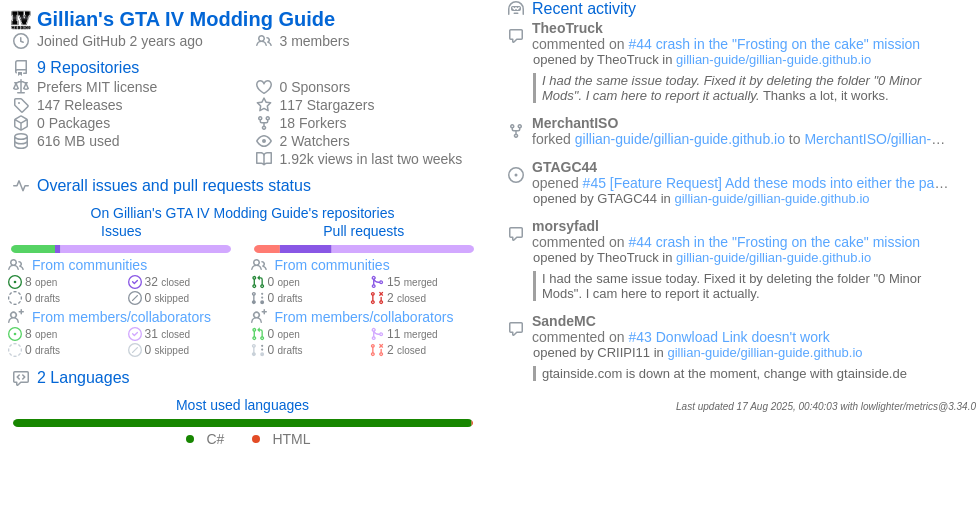 Gillian's GTA IV Modding Guide
Joined GitHub 2 years ago
3 members
9 Repositories
Prefers MIT license
0 Sponsors
147 Releases
117 Stargazers
0 Packages
18 Forkers
616 MB used
2 Watchers
1.92k views in last two weeks
Overall issues and pull requests status
On Gillian's GTA IV Modding Guide's repositories
Issues
From communities
8 open
32 closed
0 drafts
0 skipped
From members/collaborators
8 open
31 closed
0 drafts
0 skipped
Pull requests
From communities
0 open
15 merged
0 drafts
2 closed
From members/collaborators
0 open
11 merged
0 drafts
2 closed
2 Languages
Most used languages
C#
HTML
Recent activity
TheoTruck
commented on #44 crash in the "Frosting on the cake" mission
opened by TheoTruck in gillian-guide/gillian-guide.github.io
I had the same issue today. Fixed it by deleting the folder "0 Minor
Mods". I cam here to report it actually. Thanks a lot, it works.
MerchantISO
forked gillian-guide/gillian-guide.github.io to MerchantISO/gillian-…
GTAGC44
opened #45 [Feature Request] Add these mods into either the pa…
opened by GTAGC44 in gillian-guide/gillian-guide.github.io
morsyfadl
commented on #44 crash in the "Frosting on the cake" mission
opened by TheoTruck in gillian-guide/gillian-guide.github.io
I had the same issue today. Fixed it by deleting the folder "0 Minor
Mods". I cam here to report it actually.
SandeMC
commented on #43 Donwload Link doesn't work
opened by CRIIPI11 in gillian-guide/gillian-guide.github.io
gtainside.com is down at the moment, change with gtainside.de
Last updated 17 Aug 2025, 00:40:03 with lowlighter/metrics@3.34.0